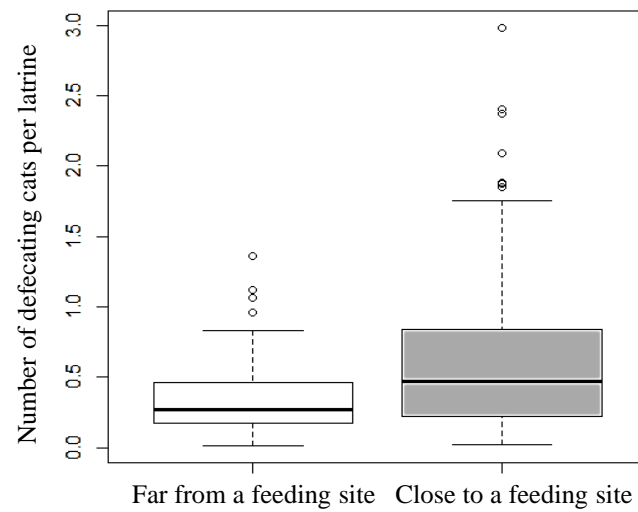 Number of defecating cats per latrine
3.0
2.5
2.0
1.5
1.0
0.5
0.0
Far from a feeding site
Close to a feeding site